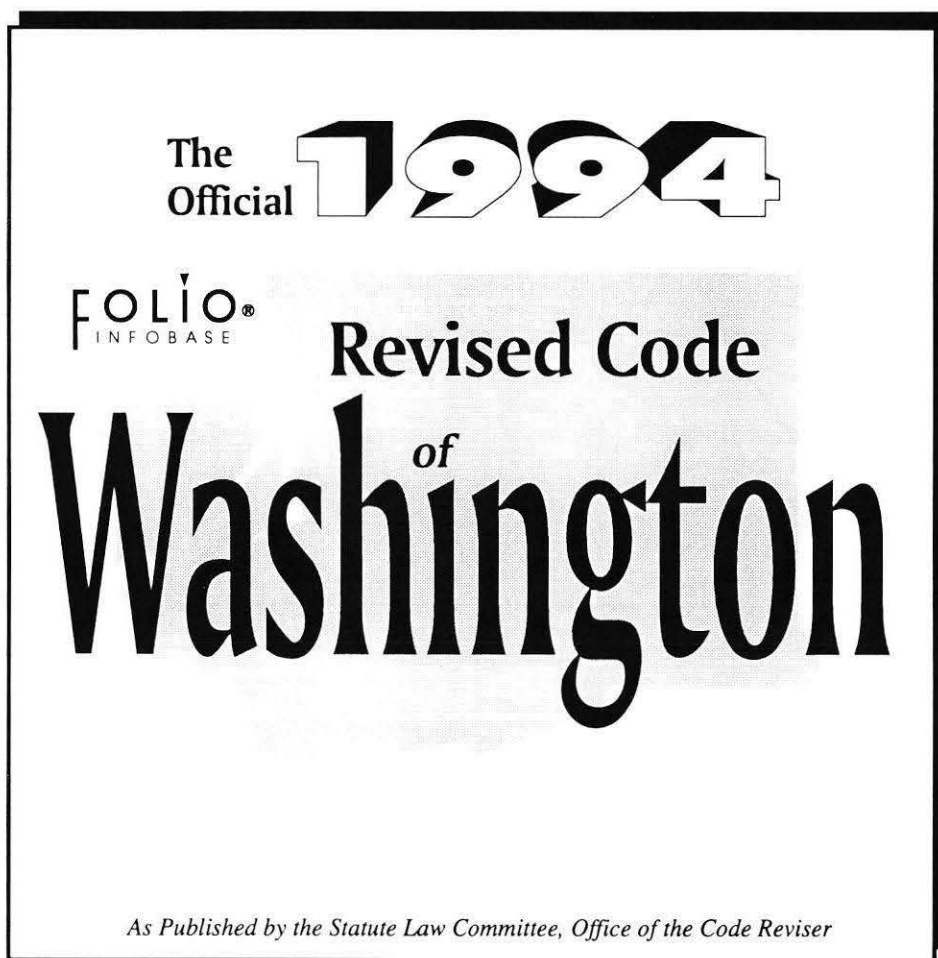 The
Official 1994
FOLIO®
INFOBASE
Revised Code
of
Washington
As Published by the Statute Law Committee, Office of the Code Reviser